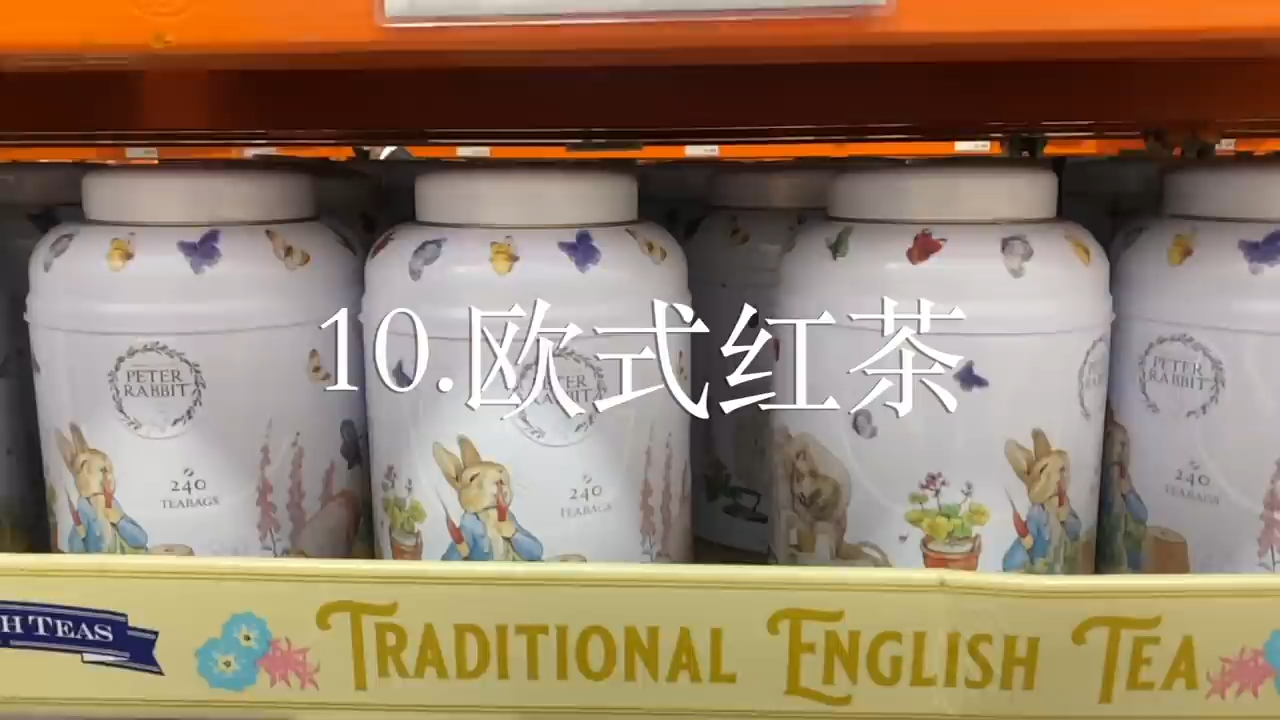 10.欧式红茶
PETER
RABBIT
240
TEABAGS
240
TEABAGS
PETER
RABBIT
240
TEABAGS
H TEAS
TRADITIONAL ENGLISH TEA